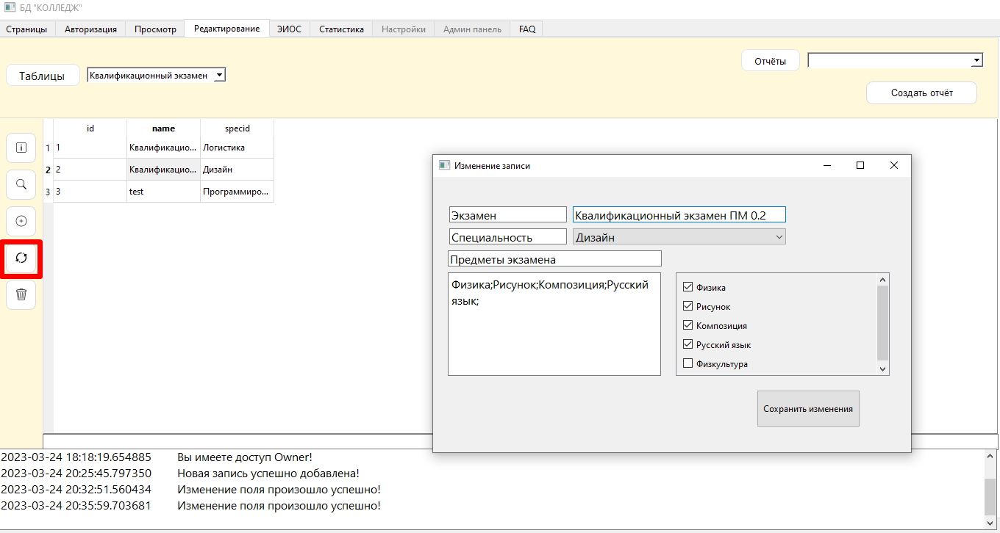 БД "КОЛЛЕДЖ"
Страницы Авторизация Просмотр Редактирование ЭИОС Статистика Настройки Админ панель FAQ
Отчёты
Таблицы Квалификационный экзамен
Создать отчёт
id name specid
1 1 Квалификацио... Логистика
2 2 Квалификацио... Дизайн
3 3 test Программиро...
Изменение записи
Экзамен Квалификационный экзамен ПМ 0.2
Специальность Дизайн
Предметы экзамена
Физика;Рисунок;Композиция;Русский
язык;
Физика
Рисунок
Композиция
Русский язык
Физкультура
Сохранить изменения
2023-03-24 18:18:19.654885 Вы имеете доступ Owner!
2023-03-24 20:25:45.797350 Новая запись успешно добавлена!
2023-03-24 20:32:51.560434 Изменение поля произошло успешно!
2023-03-24 20:35:59.703681 Изменение поля произошло успешно!